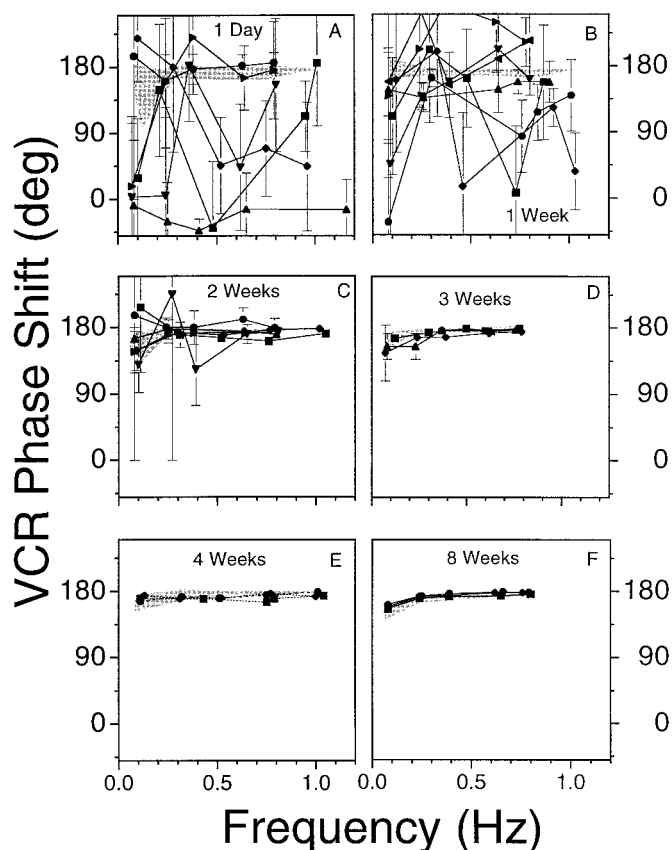 VCR Phase Shift (deg)
1 Day
A
180
90
0
B
1 Week
180
90
0
2 Weeks
C
180
90
0
3 Weeks
D
180
90
0
4 Weeks
E
180
90
0
0.0
0.5
1.0
8 Weeks
F
180
90
0
0.0
0.5
1.0
Frequency (Hz)